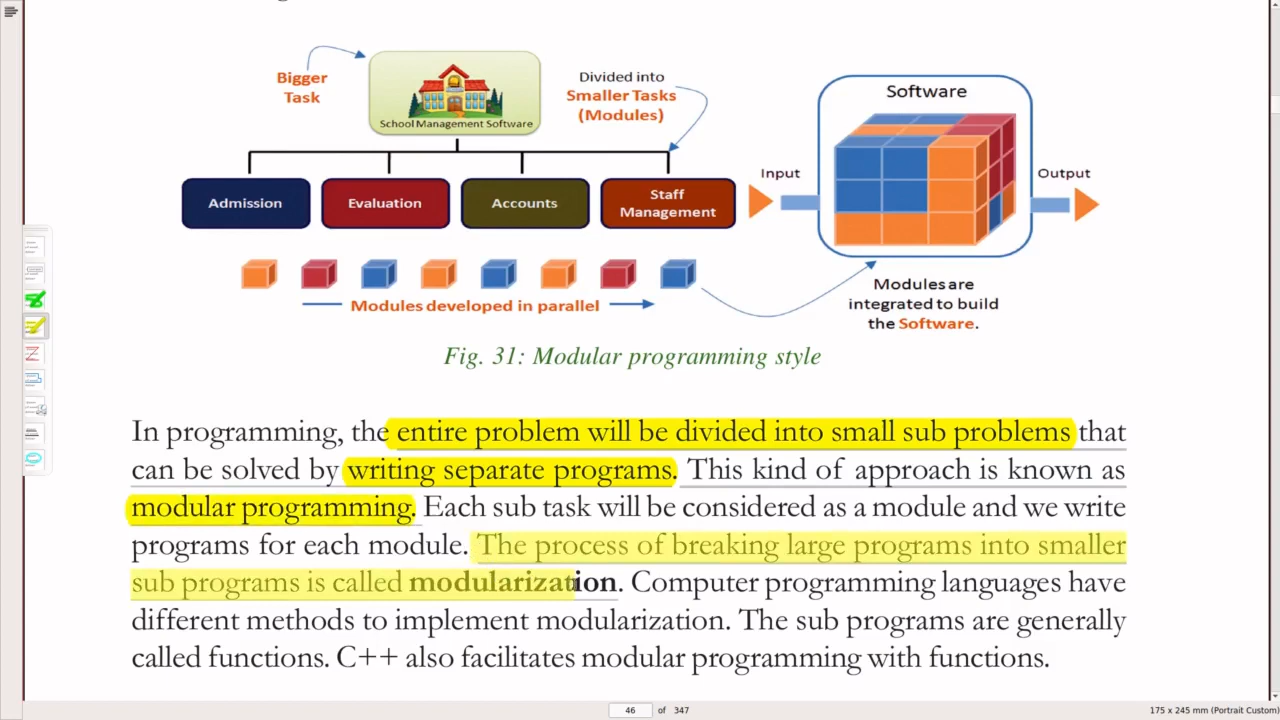 Bigger
Task
School Management Software
Divided into
Smaller Tasks
(Modules)
Admission
Evaluation
Accounts
Staff
Management
Modules developed in parallel
Software
Input
Output
Modules are
integrated to build
the Software.
Fig. 31: Modular programming style
In programming, the entire problem will be divided into small sub problems that
can be solved by writing separate programs. This kind of approach is known as
modular programming. Each sub task will be considered as a module and we write
programs for each module. The process of breaking large programs into smaller
sub programs is called modularization. Computer programming languages have
different methods to implement modularization. The sub programs are generally
called functions. C++ also facilitates modular programming with functions.
46 of 347
175 x 245 mm (Portrait Custom)